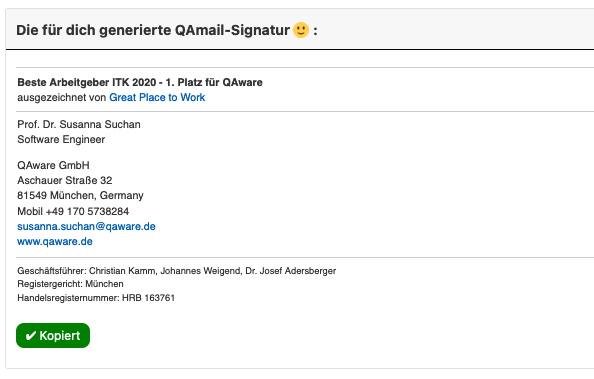 Die für dich generierte QAmail-Signatur🙂 :
Beste Arbeitgeber ITK 2020 - 1. Platz für QAware
ausgezeichnet von Great Place to Work
Prof. Dr. Susanna Suchan
Software Engineer
QAware GmbH
Aschauer Straße 32
81549 München, Germany
Mobil +49 170 5738284
susanna.suchan@qaware.de
www.qaware.de
Geschäftsführer: Christian Kamm, Johannes Weigend, Dr. Josef Adersberger
Registergericht: München
Handelsregisternummer: HRB 163761
✔ Kopiert